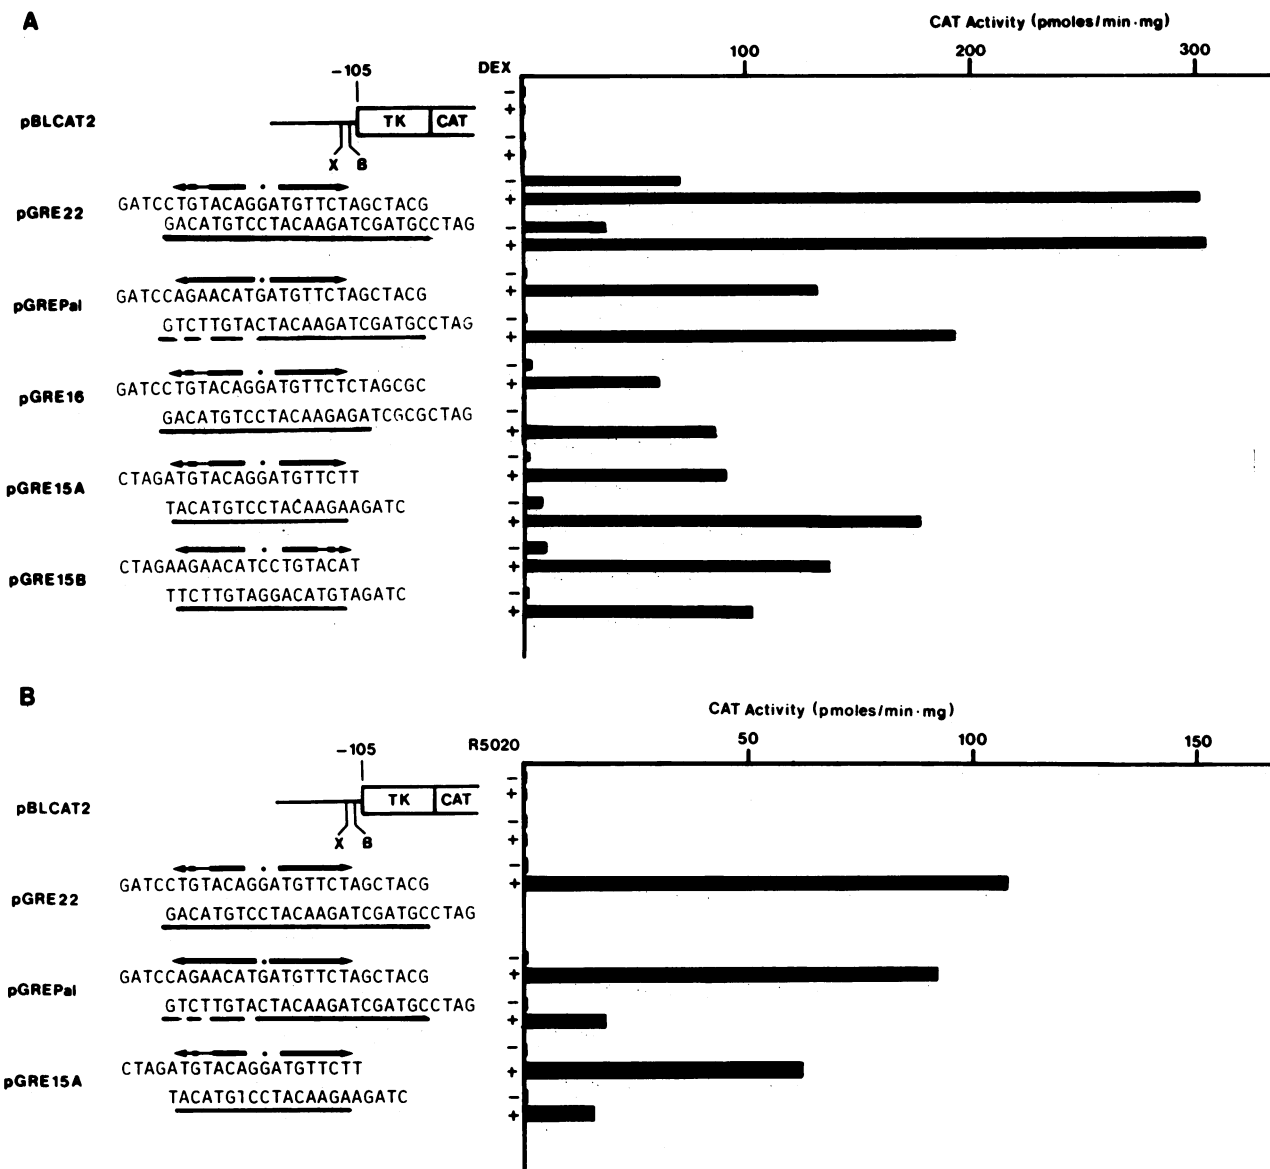 A
CAT Activity (pmoles/min·mg)
100 200 300
DEX
-105
pBLCAT2
TK CAT
X B
-
+
-
+
pGRE22
GATCCTGTACAGGATGTTCTAGCTACG
GACATGTCCTACAAGATCGATGCCTAG
-
+
-
+
pGREPal
GATCCAGAACATGATGTTCTAGCTACG
GTCTTGTACTACAAGATCGATGCCTAG
-
+
-
+
pGRE16
GATCCTGTACAGGATGTTCTCTAGCGC
GACATGTCCTACAAGAGATCGCGCTAG
-
+
-
+
pGRE15A
CTAGATGTACAGGATGTTCTT
TACATGTCCTACAAGAAGATC
-
+
-
+
pGRE15B
CTAGAAGAACATCCTGTACAT
TTCTTGTAGGACATGTAGATC
-
+
-
+
B
CAT Activity (pmoles/min·mg)
50 100 150
R5020
-105
pBLCAT2
TK CAT
X B
-
+
-
+
pGRE22
GATCCTGTACAGGATGTTCTAGCTACG
GACATGTCCTACAAGATCGATGCCTAG
-
+
pGREPal
GATCCAGAACATGATGTTCTAGCTACG
GTCTTGTACTACAAGATCGATGCCTAG
-
+
-
+
pGRE15A
CTAGATGTACAGGATGTTCTT
TACATGTCCTACAAGAAGATC
-
+
-
+